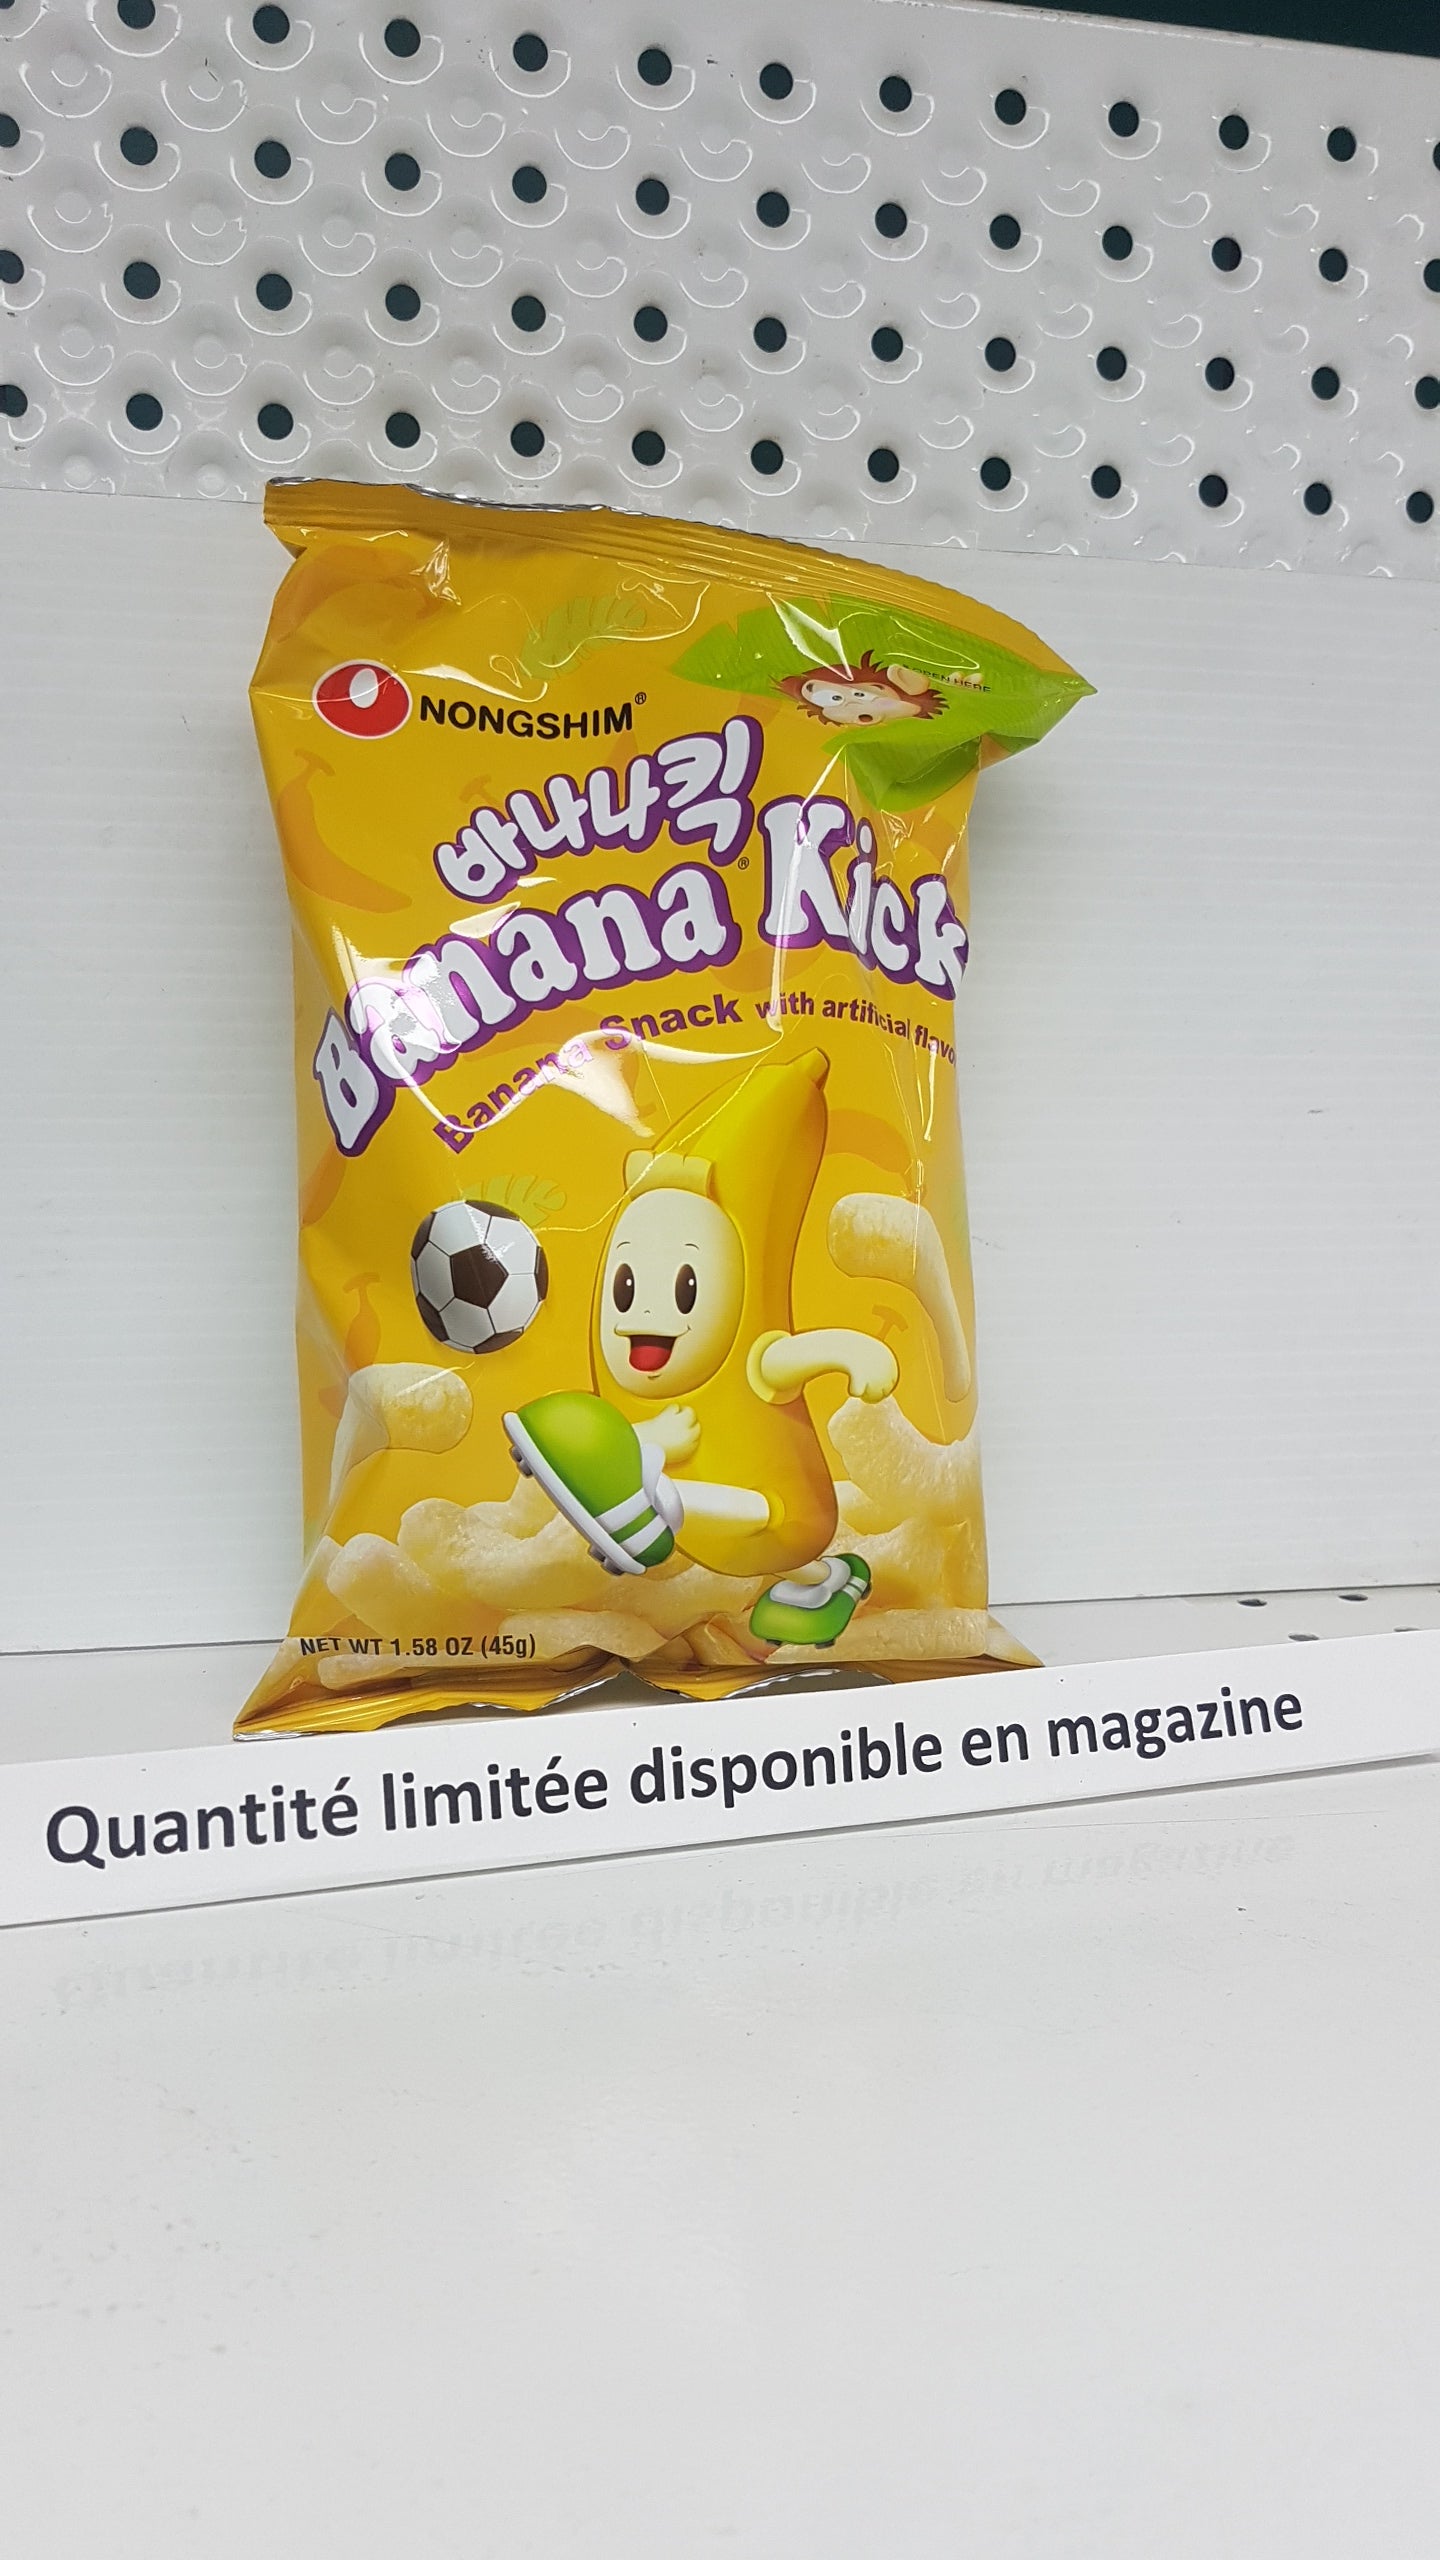 NONGSHIM®
OPEN HERE
바나나킥
Banana Kick®
Banana Snack with artificial flavo
NET WT 1.58 OZ (45g)
Quantité limitée disponible en magazine